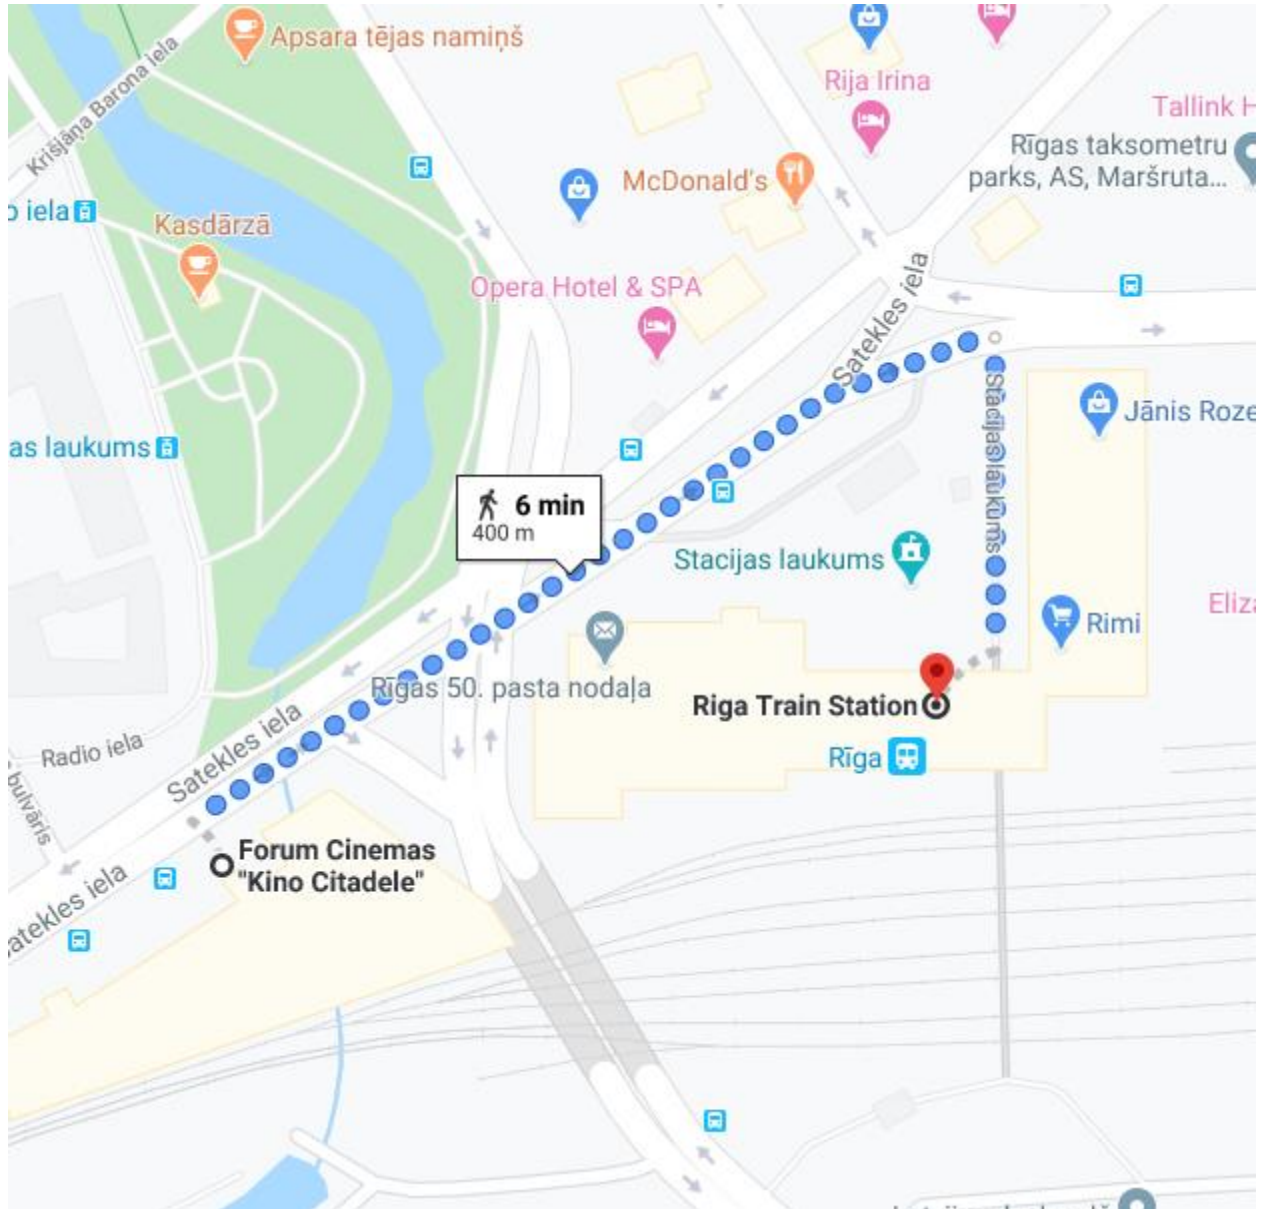 Apsara tējas namiņš
Krišjāņa Barona iela
Rija Irina
Tallink H
Rīgas taksometru
parks, AS, Maršruta...
McDonald's
o iela
Kasdārzā
Opera Hotel & SPA
Satekles iela
Stacijas laukums
Jānis Roze
as laukums
6 min
400 m
Stacijas laukums
Eliza
Rimi
Rīgas 50. pasta nodaļa
Riga Train Station
Rīga
Radio iela
Satekles iela
bulvāris
Forum Cinemas
"Kino Citadele"
atekles iela